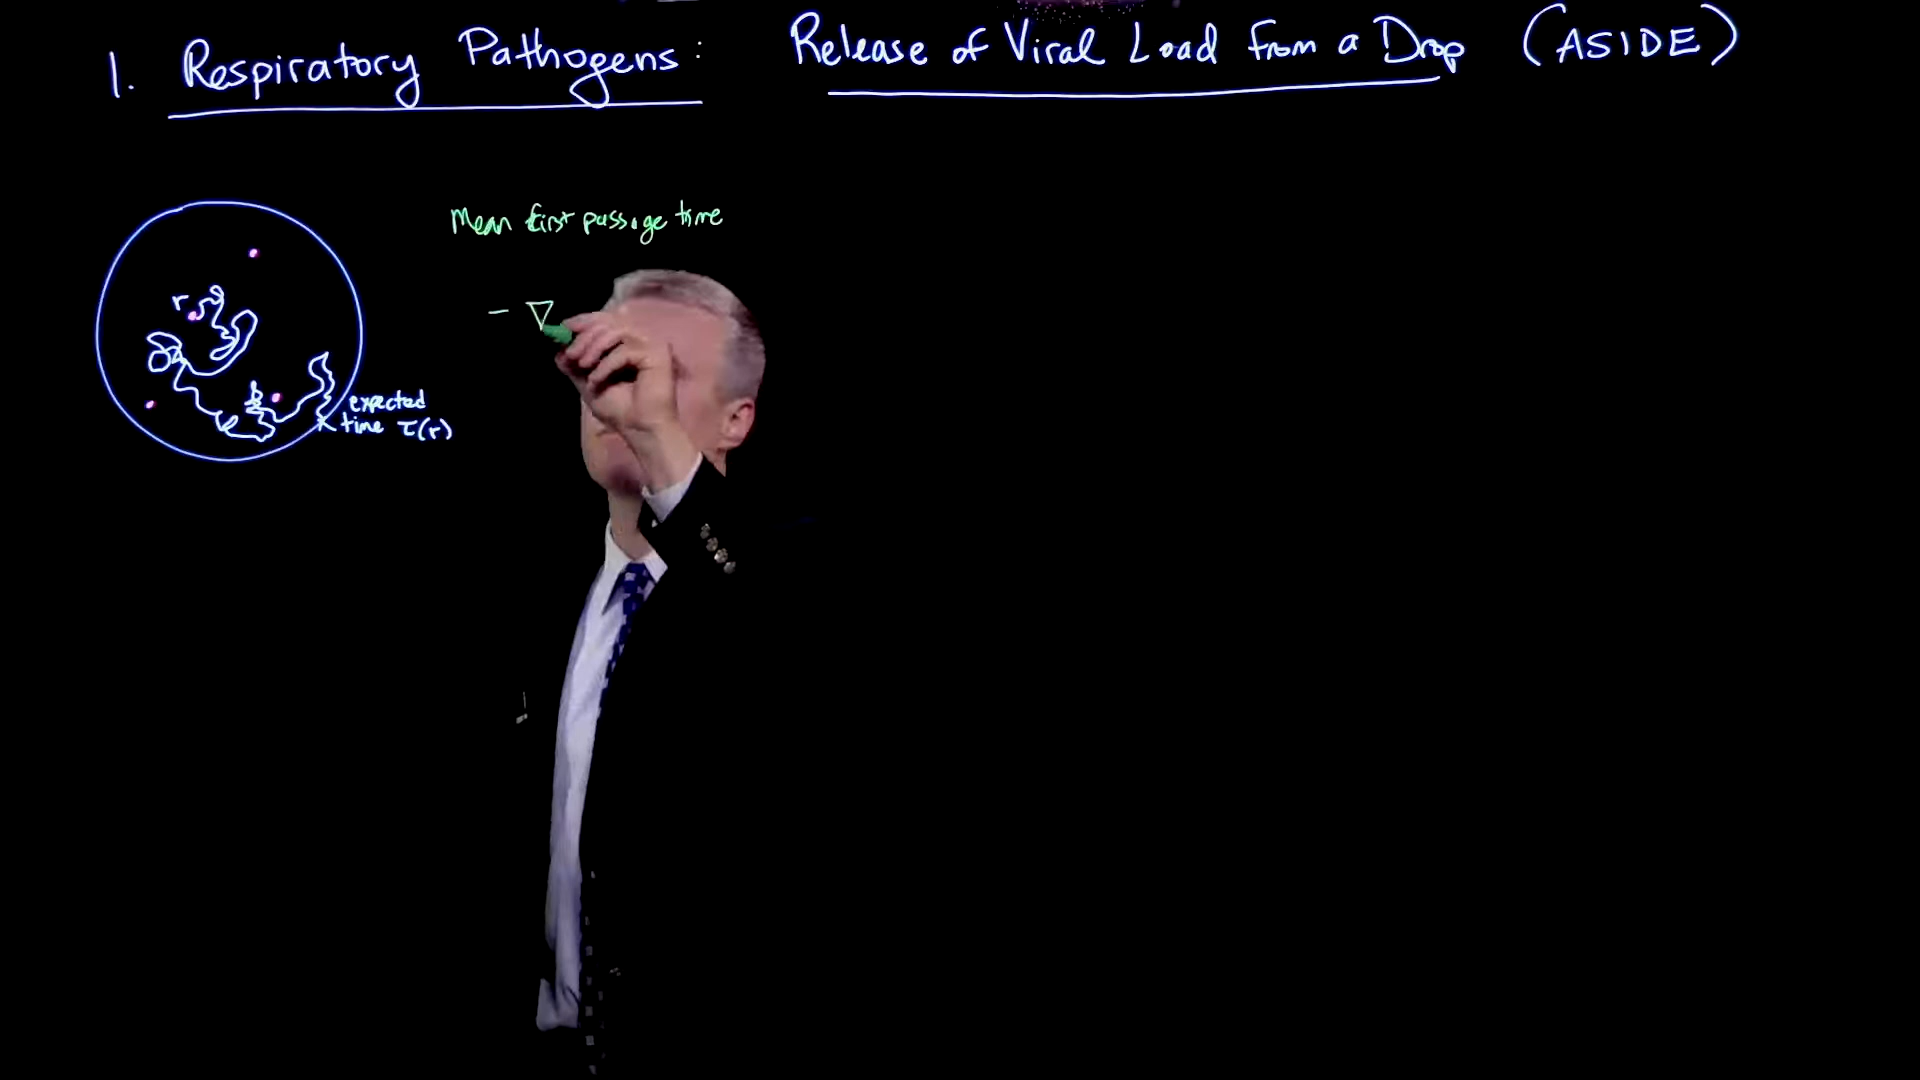 1. Respiratory Pathogens: Release of Viral Load from a Drop (ASIDE)
Mean first passage time
r
expected
time τ(r)
- ∇